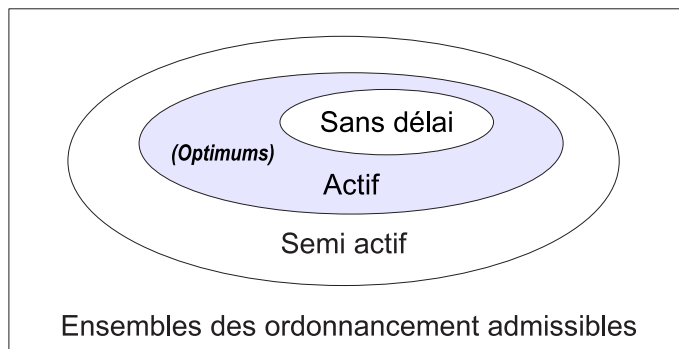 Sans délai
(Optimums)
Actif
Semi actif
Ensembles des ordonnancement admissibles